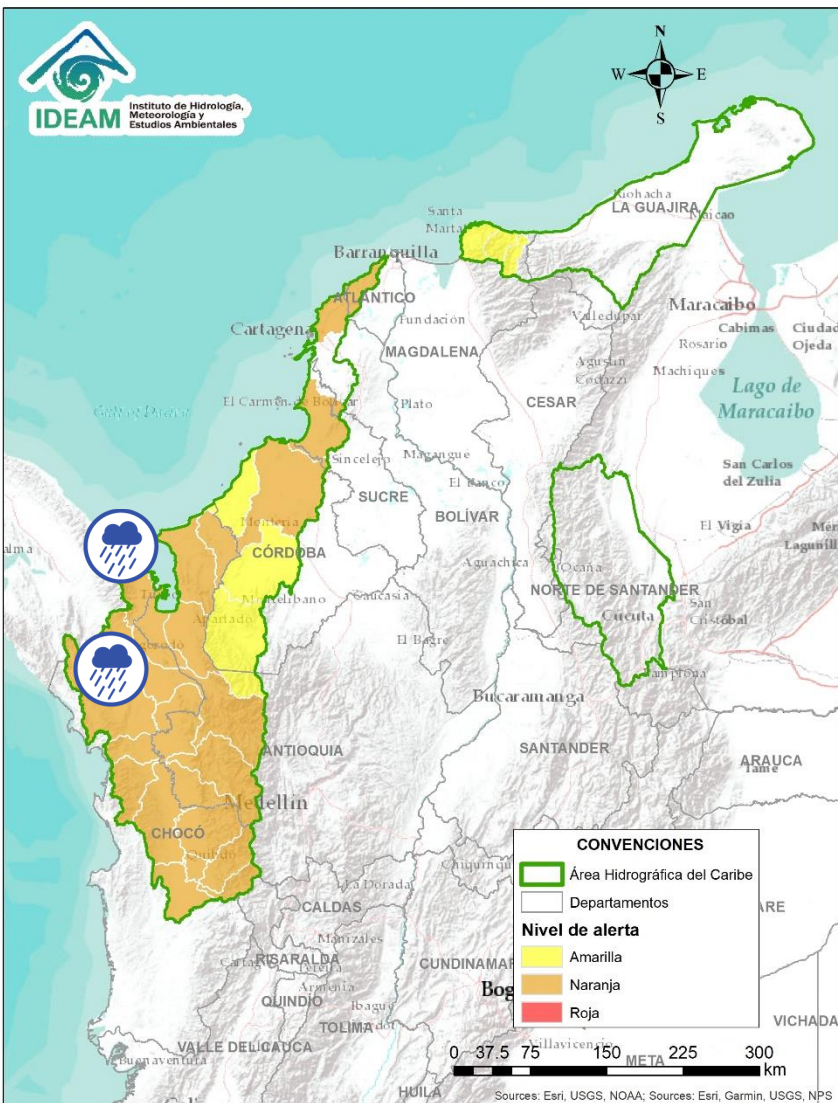 IDEAM
Instituto de Hidrología,
Meteorología y
Estudios Ambientales
N
W
E
S
Riohacha
LA GUAJIRA
Maicao
Santa
Marta
Barranquilla
ATLÁNTICO
Maracaibo
Cartagena
Fundación
Valledupar
Cabimas
Ciudad
Ojeda
Rosario
MAGDALENA
Machiques
Agustín
Codazzi
Lago de
Maracaibo
El Carmen de Bolívar
Plato
CESAR
Sincelejo
Magangué
San Carlos
del Zulia
SUCRE
El Banco
BOLÍVAR
Montería
El Vigía
CÓRDOBA
Aguachica
Ocaña
NORTE DE SANTANDER
Turbo
Montelíbano
Caucasia
Apartadó
San
Cristóbal
Cucuta
El Bagre
Pamplona
Bucaramanga
ANTIOQUIA
SANTANDER
ARAUCA
Tame
Medellín
CHOCÓ
Quibdó
La Dorada
CALDAS
Manizales
RISARALDA
Pereira
Armenia
QUINDÍO
Ibagué
TOLIMA
VALLE DEL CAUCA
Villavicencio
META
VICHADA
Buenaventura
HUILA
CONVENCIONES
Área Hidrográfica del Caribe
Departamentos
Nivel de alerta
Amarilla
Naranja
Roja
0 37.5 75 150 225 300
km
Sources: Esri, USGS, NOAA; Sources: Esri, Garmin, USGS, NPS